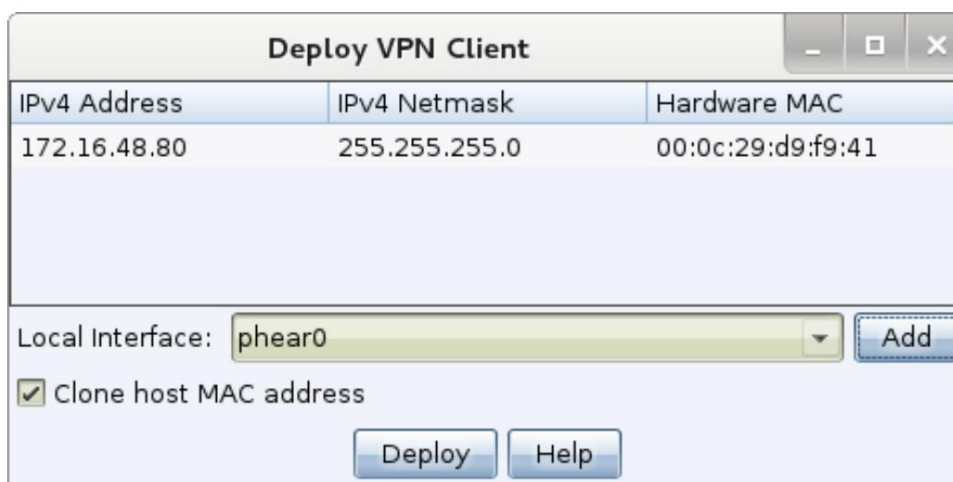 Deploy VPN Client
IPv4 Address IPv4 Netmask Hardware MAC
172.16.48.80 255.255.255.0 00:0c:29:d9:f9:41
Local Interface: phear0 Add
Clone host MAC address
Deploy Help